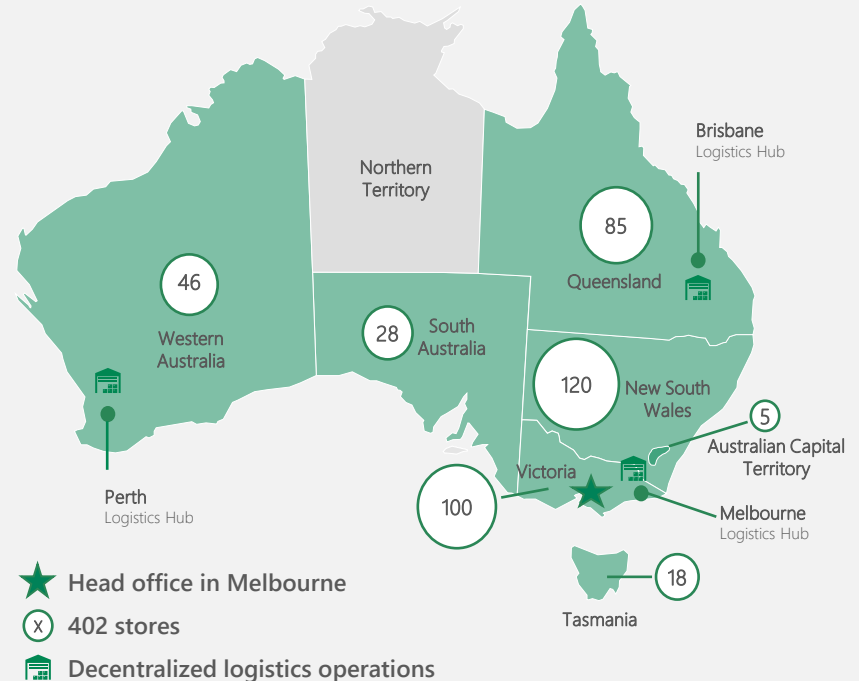 Northern
Territory
Brisbane
Logistics Hub
85
Queensland
46
Western
Australia
28
South
Australia
120
New South
Wales
5
Australian Capital
Territory
Victoria
100
Perth
Logistics Hub
Melbourne
Logistics Hub
18
Tasmania
Head office in Melbourne
X
402 stores
Decentralized logistics operations